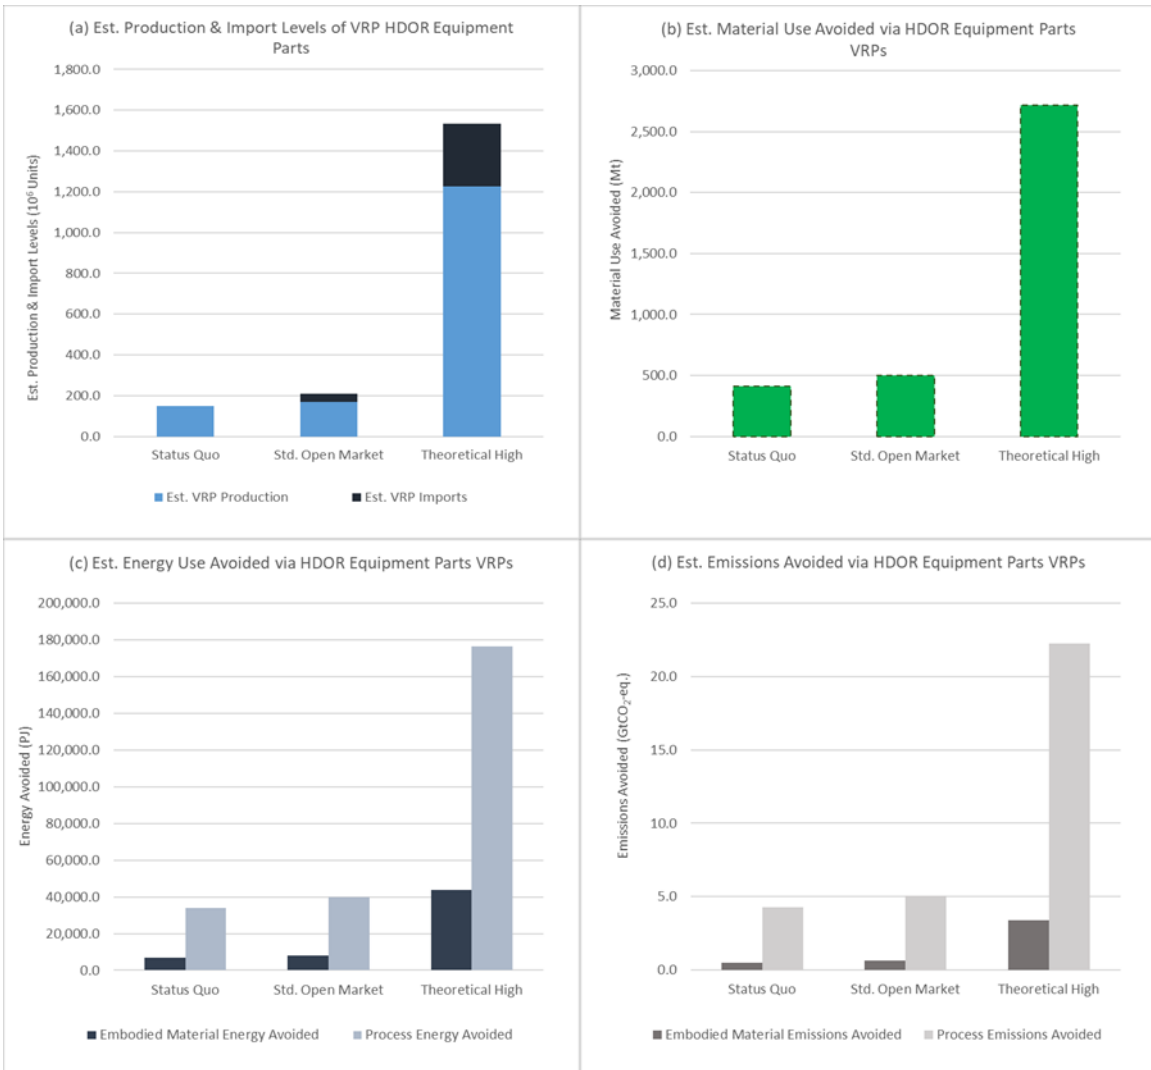 (a) Est. Production & Import Levels of VRP HDOR Equipment
Parts
Est. Production & Import Levels (10⁶ Units)
1,800.0
1,600.0
1,400.0
1,200.0
1,000.0
800.0
600.0
400.0
200.0
0.0
Status Quo
Std. Open Market
Theoretical High
Est. VRP Production
Est. VRP Imports
(b) Est. Material Use Avoided via HDOR Equipment Parts
VRPs
Material Use Avoided (Mt)
3,000.0
2,500.0
2,000.0
1,500.0
1,000.0
500.0
0.0
Status Quo
Std. Open Market
Theoretical High
(c) Est. Energy Use Avoided via HDOR Equipment Parts VRPs
Energy Avoided (PJ)
200,000.0
180,000.0
160,000.0
140,000.0
120,000.0
100,000.0
80,000.0
60,000.0
40,000.0
20,000.0
0.0
Status Quo
Std. Open Market
Theoretical High
Embodied Material Energy Avoided
Process Energy Avoided
(d) Est. Emissions Avoided via HDOR Equipment Parts VRPs
Emissions Avoided (GtCO₂-eq.)
25.0
20.0
15.0
10.0
5.0
0.0
Status Quo
Std. Open Market
Theoretical High
Embodied Material Emissions Avoided
Process Emissions Avoided